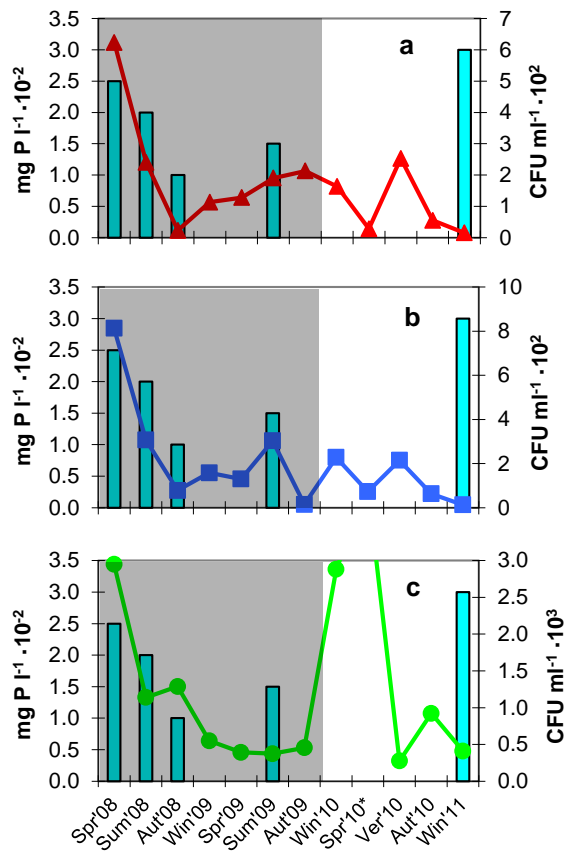 a
mg P l⁻¹ ·10⁻²
3.5
3.0
2.5
2.0
1.5
1.0
0.5
0.0
7
6
5
4
3
2
1
0
CFU ml⁻¹ ·10²
b
mg P l⁻¹ ·10⁻²
3.5
3.0
2.5
2.0
1.5
1.0
0.5
0.0
10
8
6
4
2
0
CFU ml⁻¹ ·10²
c
mg P l⁻¹ ·10⁻²
3.5
3.0
2.5
2.0
1.5
1.0
0.5
0.0
3.0
2.5
2.0
1.5
1.0
0.5
0.0
CFU ml⁻¹ ·10³
Spr'08
Sum'08
Aut'08
Win'09
Spr'09
Sum'09
Aut'09
Win'10
Spr'10*
Ver'10
Aut'10
Win'11